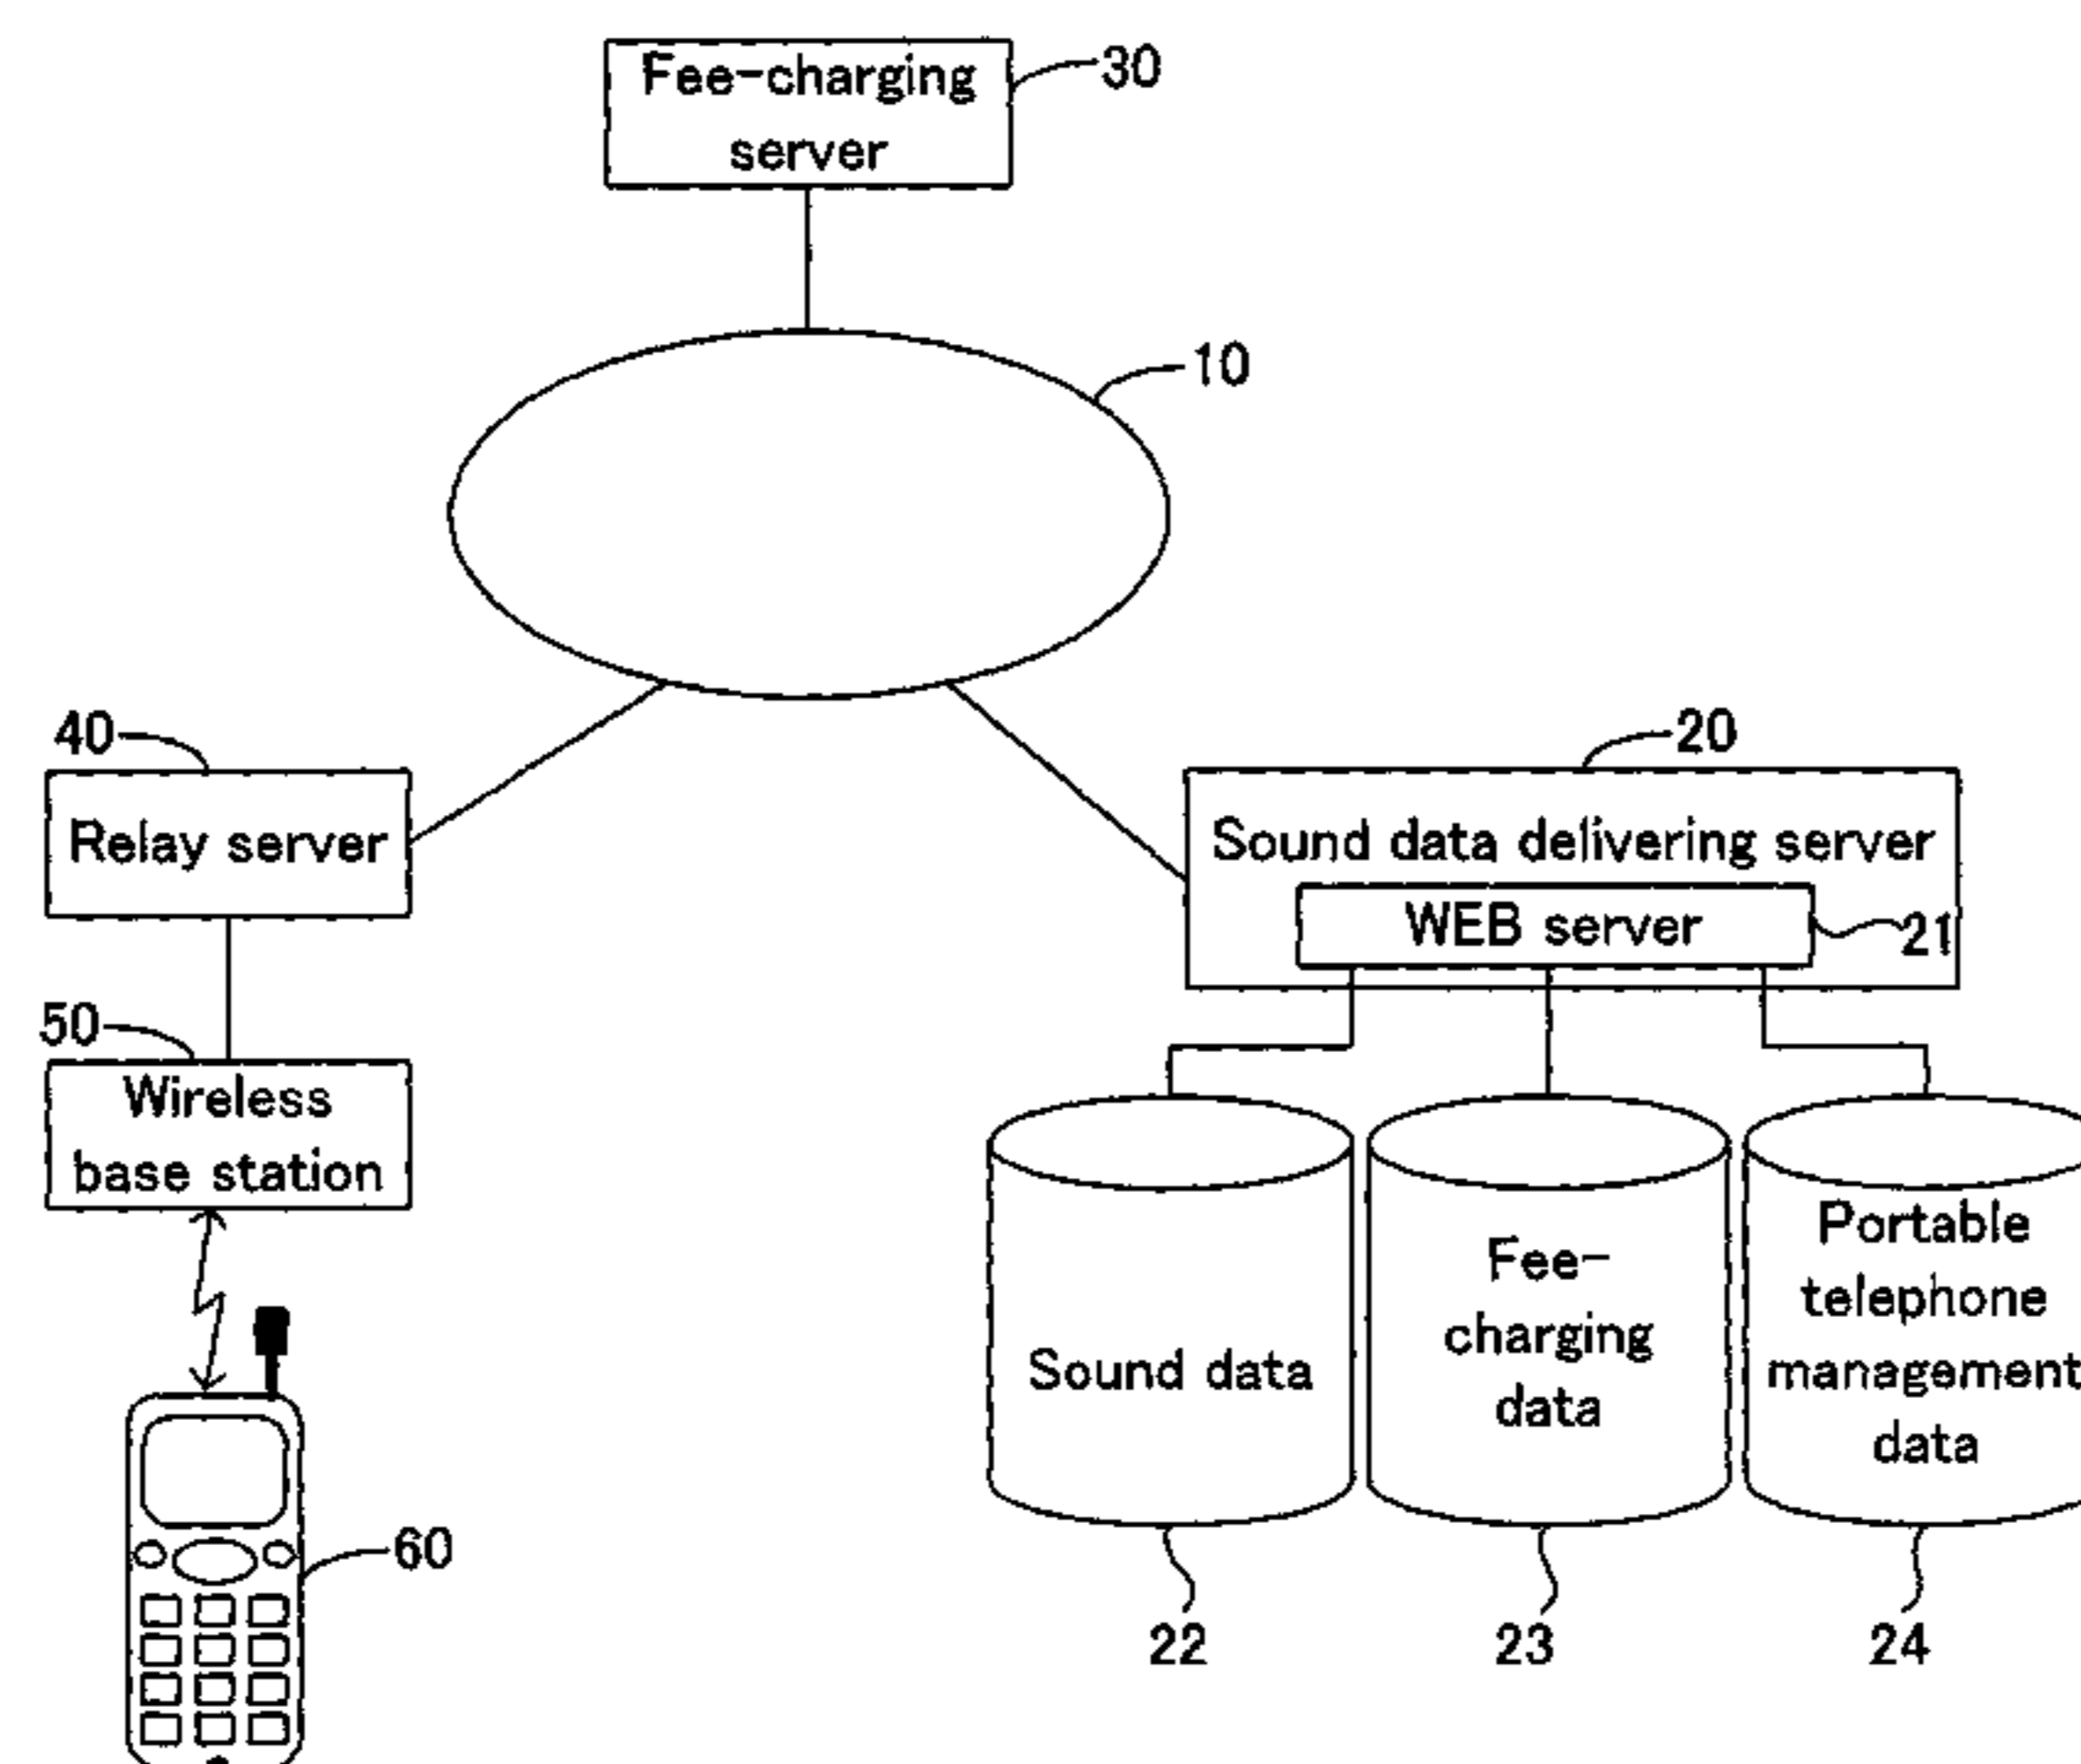 Fee-charging
server
30
10
40
Relay server
20
Sound data delivering server
WEB server
21
50
Wireless
base station
60
Sound data
22
Fee-
charging
data
23
Portable
telephone
management
data
24